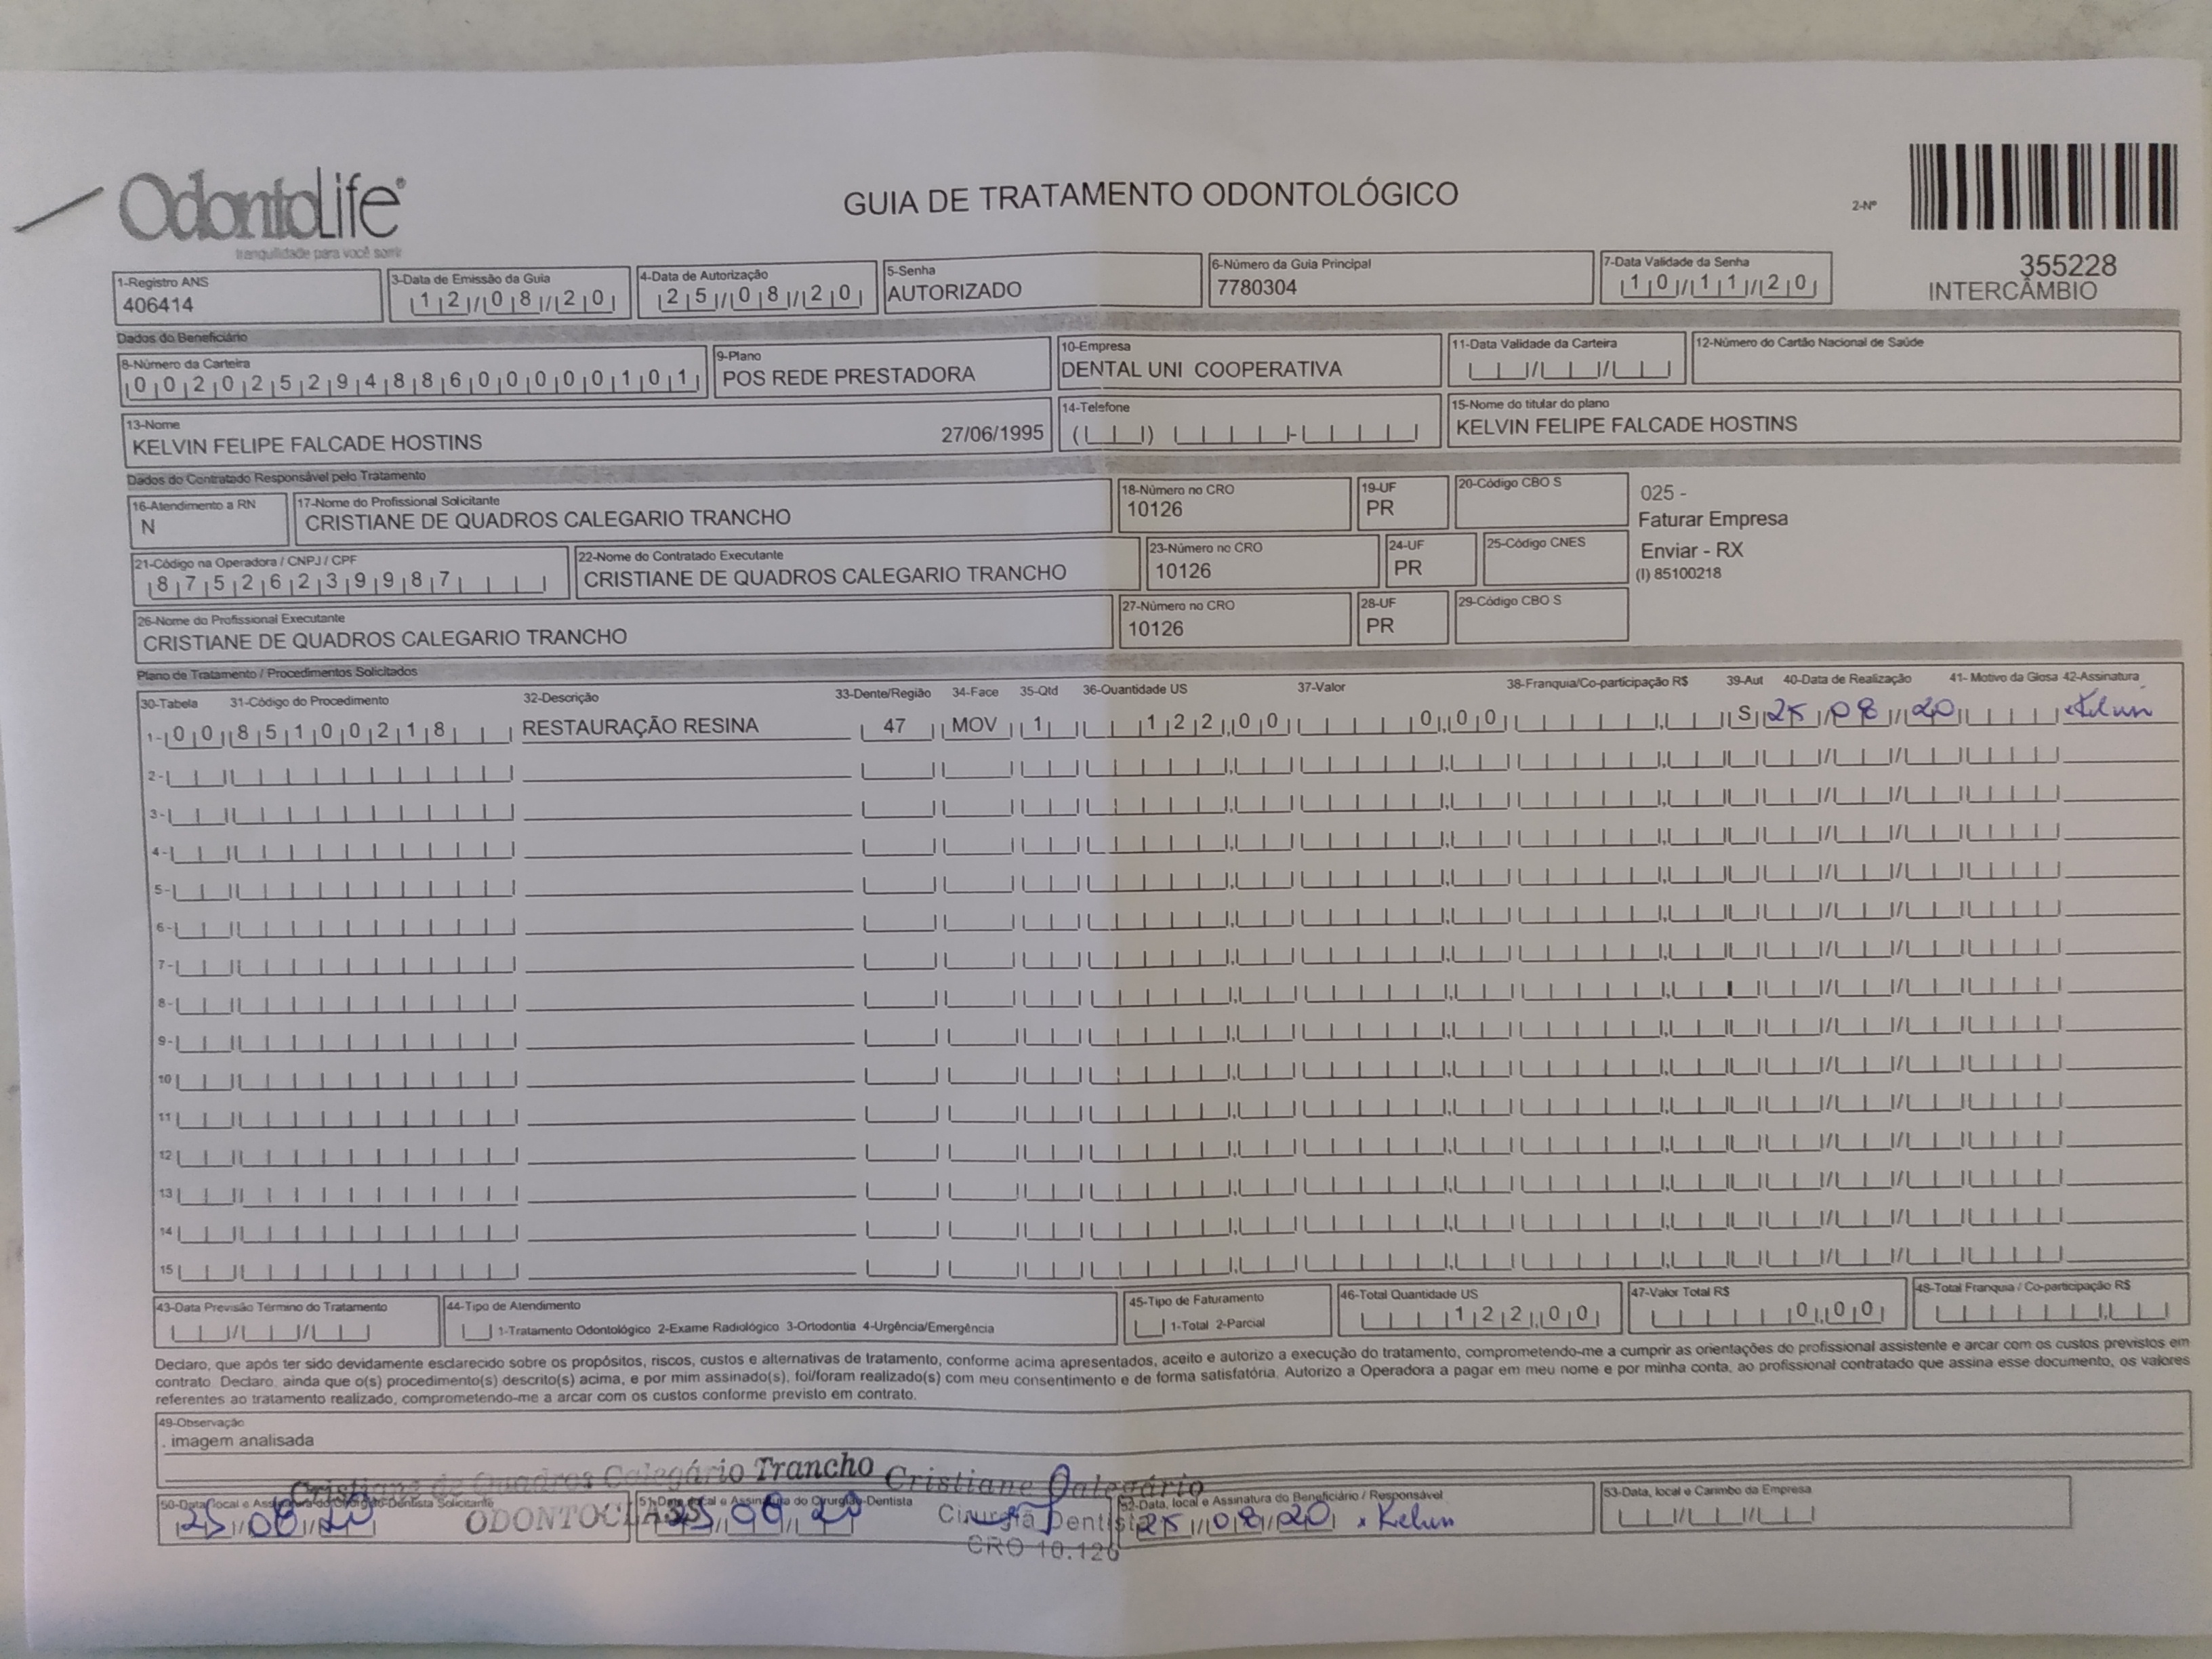 OdontoLife®
tranquilidade para você sorrir
GUIA DE TRATAMENTO ODONTOLÓGICO
2-Nº
355228
INTERCÂMBIO
1-Registro ANS
406414
3-Data de Emissão da Guia
12/08/20
4-Data de Autorização
25/08/20
5-Senha
AUTORIZADO
6-Número da Guia Principal
7780304
7-Data Validade da Senha
10/11/20
Dados do Beneficiário
8-Número da Carteira
00202529488600000101
9-Plano
POS REDE PRESTADORA
10-Empresa
DENTAL UNI COOPERATIVA
11-Data Validade da Carteira
12-Número do Cartão Nacional de Saúde
13-Nome
KELVIN FELIPE FALCADE HOSTINS 27/06/1995
14-Telefone
15-Nome do titular do plano
KELVIN FELIPE FALCADE HOSTINS
Dados do Contratado Responsável pelo Tratamento
16-Atendimento a RN
N
17-Nome do Profissional Solicitante
CRISTIANE DE QUADROS CALEGARIO TRANCHO
18-Número no CRO
10126
19-UF
PR
20-Código CBO S
025 -
Faturar Empresa
Enviar - RX
(I) 85100218
21-Código na Operadora / CNPJ / CPF
87526239987
22-Nome do Contratado Executante
CRISTIANE DE QUADROS CALEGARIO TRANCHO
23-Número no CRO
10126
24-UF
PR
25-Código CNES
26-Nome do Profissional Executante
CRISTIANE DE QUADROS CALEGARIO TRANCHO
27-Número no CRO
10126
28-UF
PR
29-Código CBO S
Plano de Tratamento / Procedimentos Solicitados
30-Tabela 31-Código do Procedimento 32-Descrição 33-Dente/Região 34-Face 35-Qtd 36-Quantidade US 37-Valor 38-Franquia/Co-participação R$ 39-Aut 40-Data de Realização 41- Motivo da Glosa 42-Assinatura
1- 00 85100218 RESTAURAÇÃO RESINA 47 MOV 1 122,00 0,00 S 25/08/20
2-
3-
4-
5-
6-
7-
8-
9-
10
11
12
13
14
15
43-Data Previsão Término do Tratamento
44-Tipo de Atendimento
1-Tratamento Odontológico 2-Exame Radiológico 3-Ortodontia 4-Urgência/Emergência
45-Tipo de Faturamento
1-Total 2-Parcial
46-Total Quantidade US
122,00
47-Valor Total R$
0,00
48-Total Franquia / Co-participação R$
Declaro, que após ter sido devidamente esclarecido sobre os propósitos, riscos, custos e alternativas de tratamento, conforme acima apresentados, aceito e autorizo a execução do tratamento, comprometendo-me a cumprir as orientações do profissional assistente e arcar com os custos previstos em
contrato. Declaro, ainda que o(s) procedimento(s) descrito(s) acima, e por mim assinado(s), foi/foram realizado(s) com meu consentimento e de forma satisfatória. Autorizo a Operadora a pagar em meu nome e por minha conta, ao profissional contratado que assina esse documento, os valores
referentes ao tratamento realizado, comprometendo-me a arcar com os custos conforme previsto em contrato.
49-Observação
. imagem analisada
Cristiane de Quadros Calegário Trancho
ODONTOCLASS
Cristiane Calegário
Cirurgiã Dentista
CRO 10.126
50-Data, local e Assinatura do Cirurgião-Dentista Solicitante
25/08/20
51-Data, local e Assinatura do Cirurgião-Dentista
25/08/20
52-Data, local e Assinatura do Beneficiário / Responsável
25/08/20 x Kelvin
53-Data, local e Carimbo da Empresa